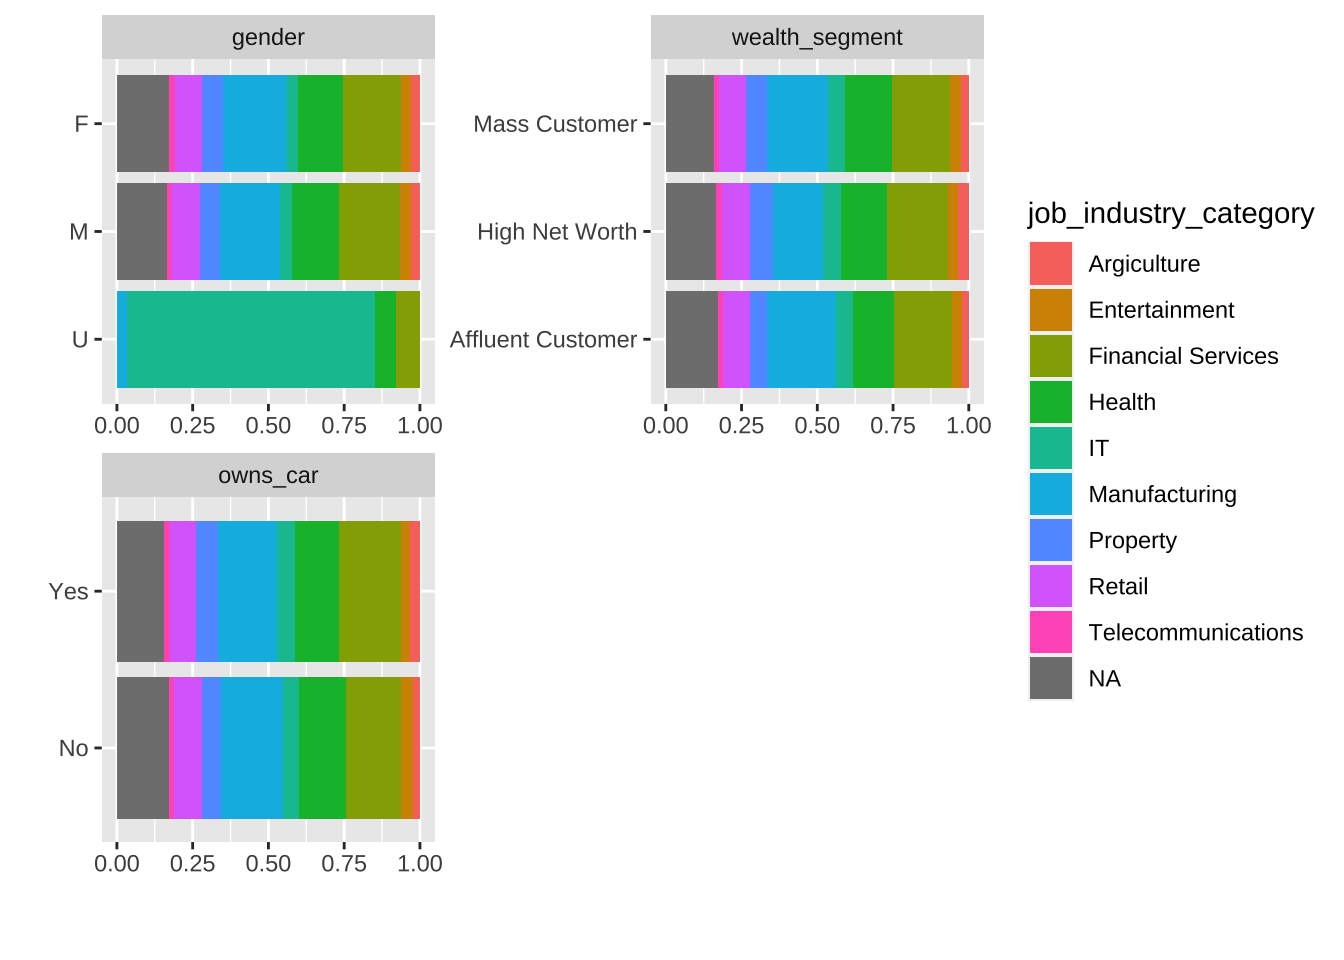 gender
F
M
U
0.00 0.25 0.50 0.75 1.00
wealth_segment
Mass Customer
High Net Worth
Affluent Customer
0.00 0.25 0.50 0.75 1.00
owns_car
Yes
No
0.00 0.25 0.50 0.75 1.00
job_industry_category
Argiculture
Entertainment
Financial Services
Health
IT
Manufacturing
Property
Retail
Telecommunications
NA